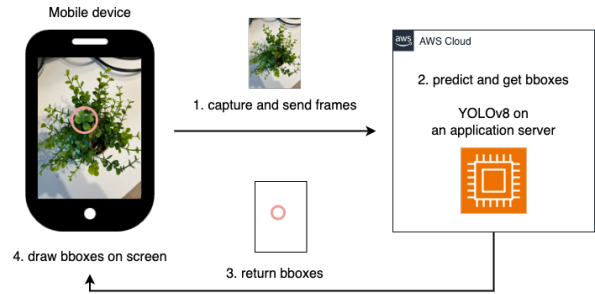 Mobile device
1. capture and send frames
aws
AWS Cloud
2. predict and get bboxes
YOLOv8 on
an application server
3. return bboxes
4. draw bboxes on screen